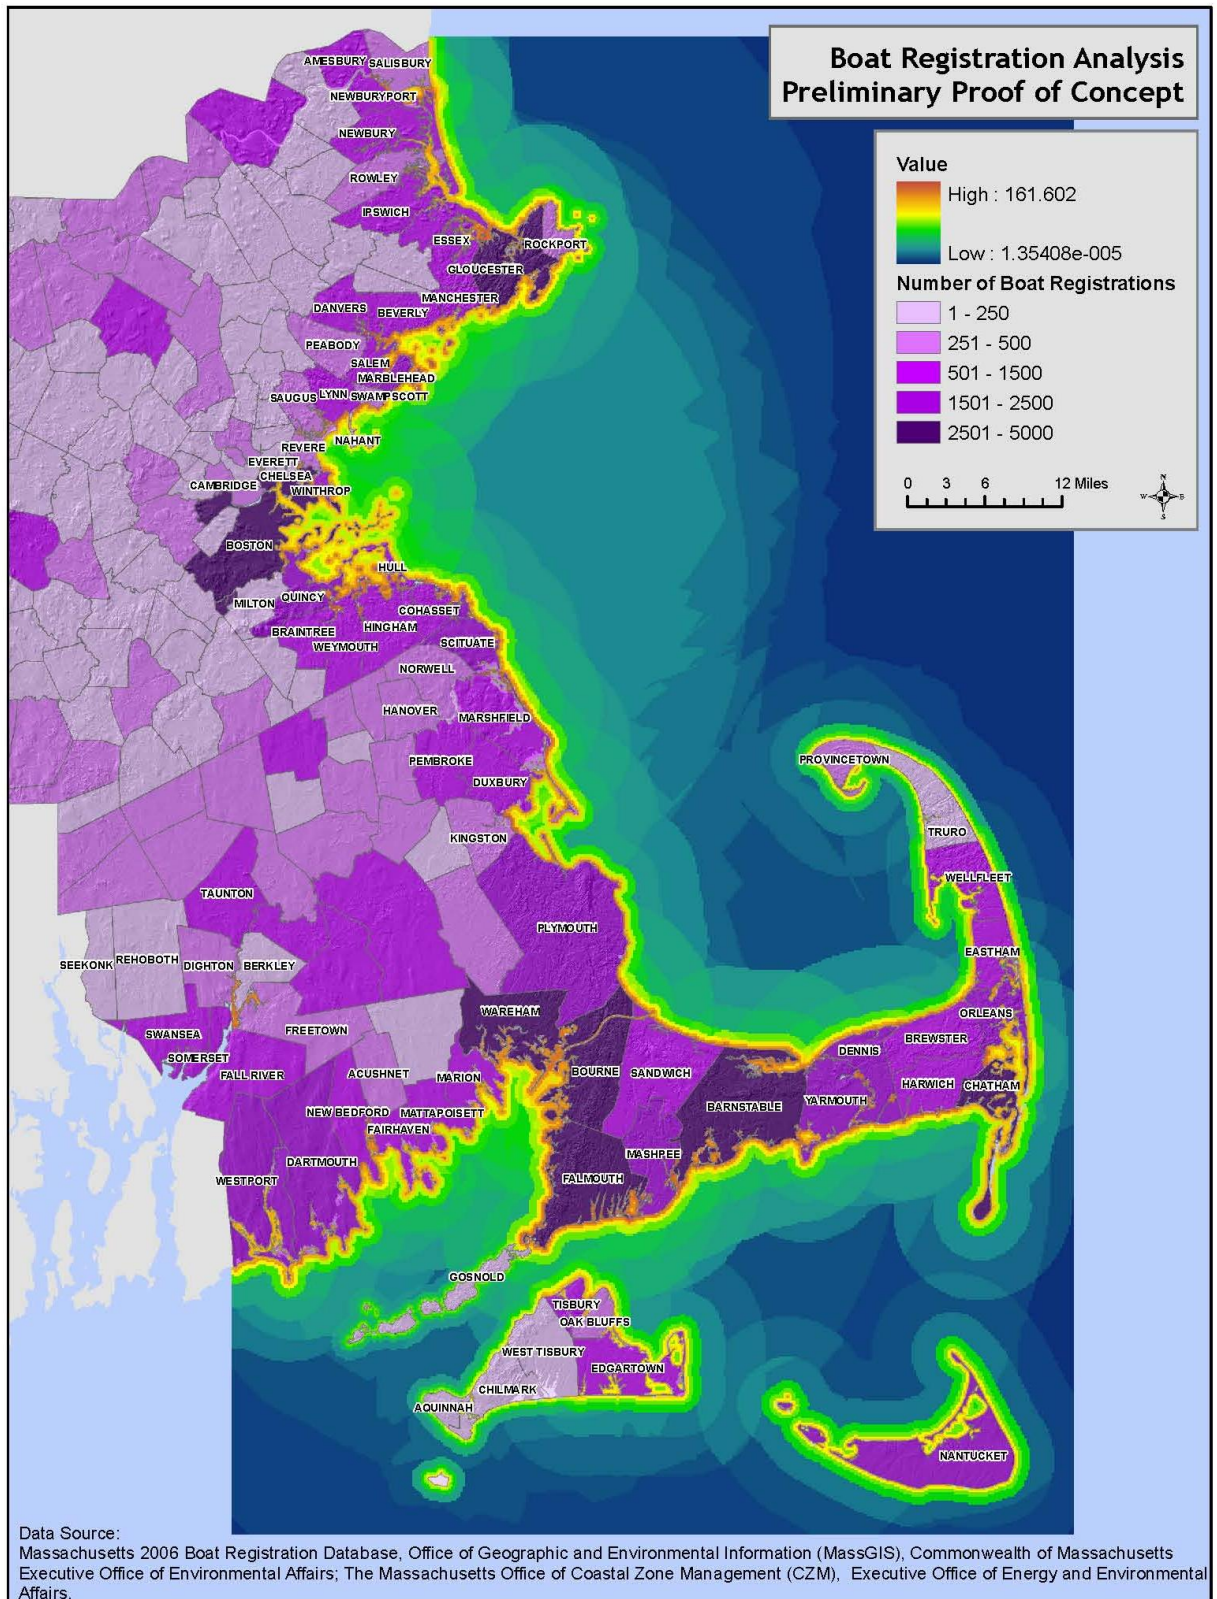 Boat Registration Analysis
Preliminary Proof of Concept
Value
High : 161.602
Low : 1.35408e-005
Number of Boat Registrations
1 - 250
251 - 500
501 - 1500
1501 - 2500
2501 - 5000
0 3 6 12 Miles
N
W E
S
AMESBURY SALISBURY
NEWBURYPORT
NEWBURY
ROWLEY
IPSWICH
ESSEX ROCKPORT
GLOUCESTER
MANCHESTER
DANVERS BEVERLY
PEABODY
SALEM
MARBLEHEAD
SAUGUS LYNN SWAMPSCOTT
NAHANT
REVERE
EVERETT
CHELSEA
CAMBRIDGE WINTHROP
BOSTON
HULL
MILTON QUINCY
COHASSET
BRAINTREE HINGHAM
WEYMOUTH SCITUATE
NORWELL
HANOVER MARSHFIELD
PEMBROKE
DUXBURY
PROVINCETOWN
TRURO
KINGSTON
WELLFLEET
TAUNTON
PLYMOUTH
EASTHAM
SEEKONK REHOBOTH DIGHTON BERKLEY
ORLEANS
WAREHAM
SWANSEA FREETOWN
BREWSTER
DENNIS
SOMERSET
FALL RIVER ACUSHNET MARION BOURNE SANDWICH
HARWICH CHATHAM
YARMOUTH
BARNSTABLE
NEW BEDFORD MATTAPOISETT
FAIRHAVEN
MASHPEE
DARTMOUTH
WESTPORT FALMOUTH
GOSNOLD
TISBURY
OAK BLUFFS
WEST TISBURY
EDGARTOWN
CHILMARK
AQUINNAH
NANTUCKET
Data Source:
Massachusetts 2006 Boat Registration Database, Office of Geographic and Environmental Information (MassGIS), Commonwealth of Massachusetts
Executive Office of Environmental Affairs; The Massachusetts Office of Coastal Zone Management (CZM), Executive Office of Energy and Environmental
Affairs.